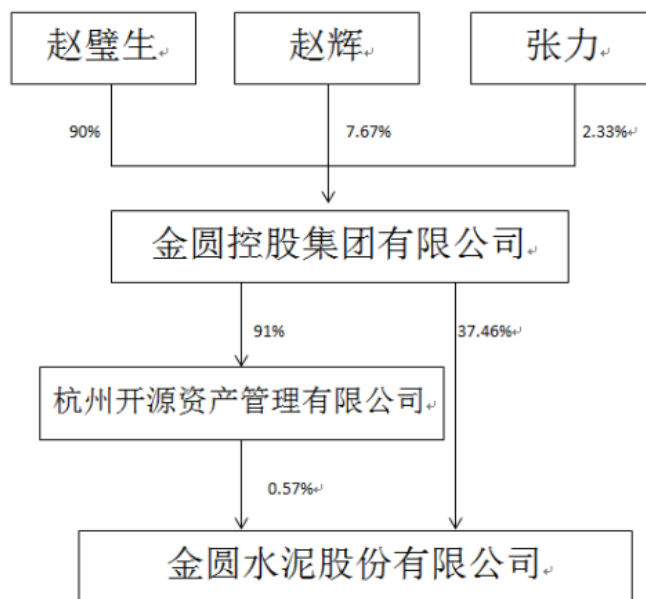 赵璧生
赵辉
张力
90%
7.67%
2.33%
金圆控股集团有限公司
91%
37.46%
杭州开源资产管理有限公司
0.57%
金圆水泥股份有限公司